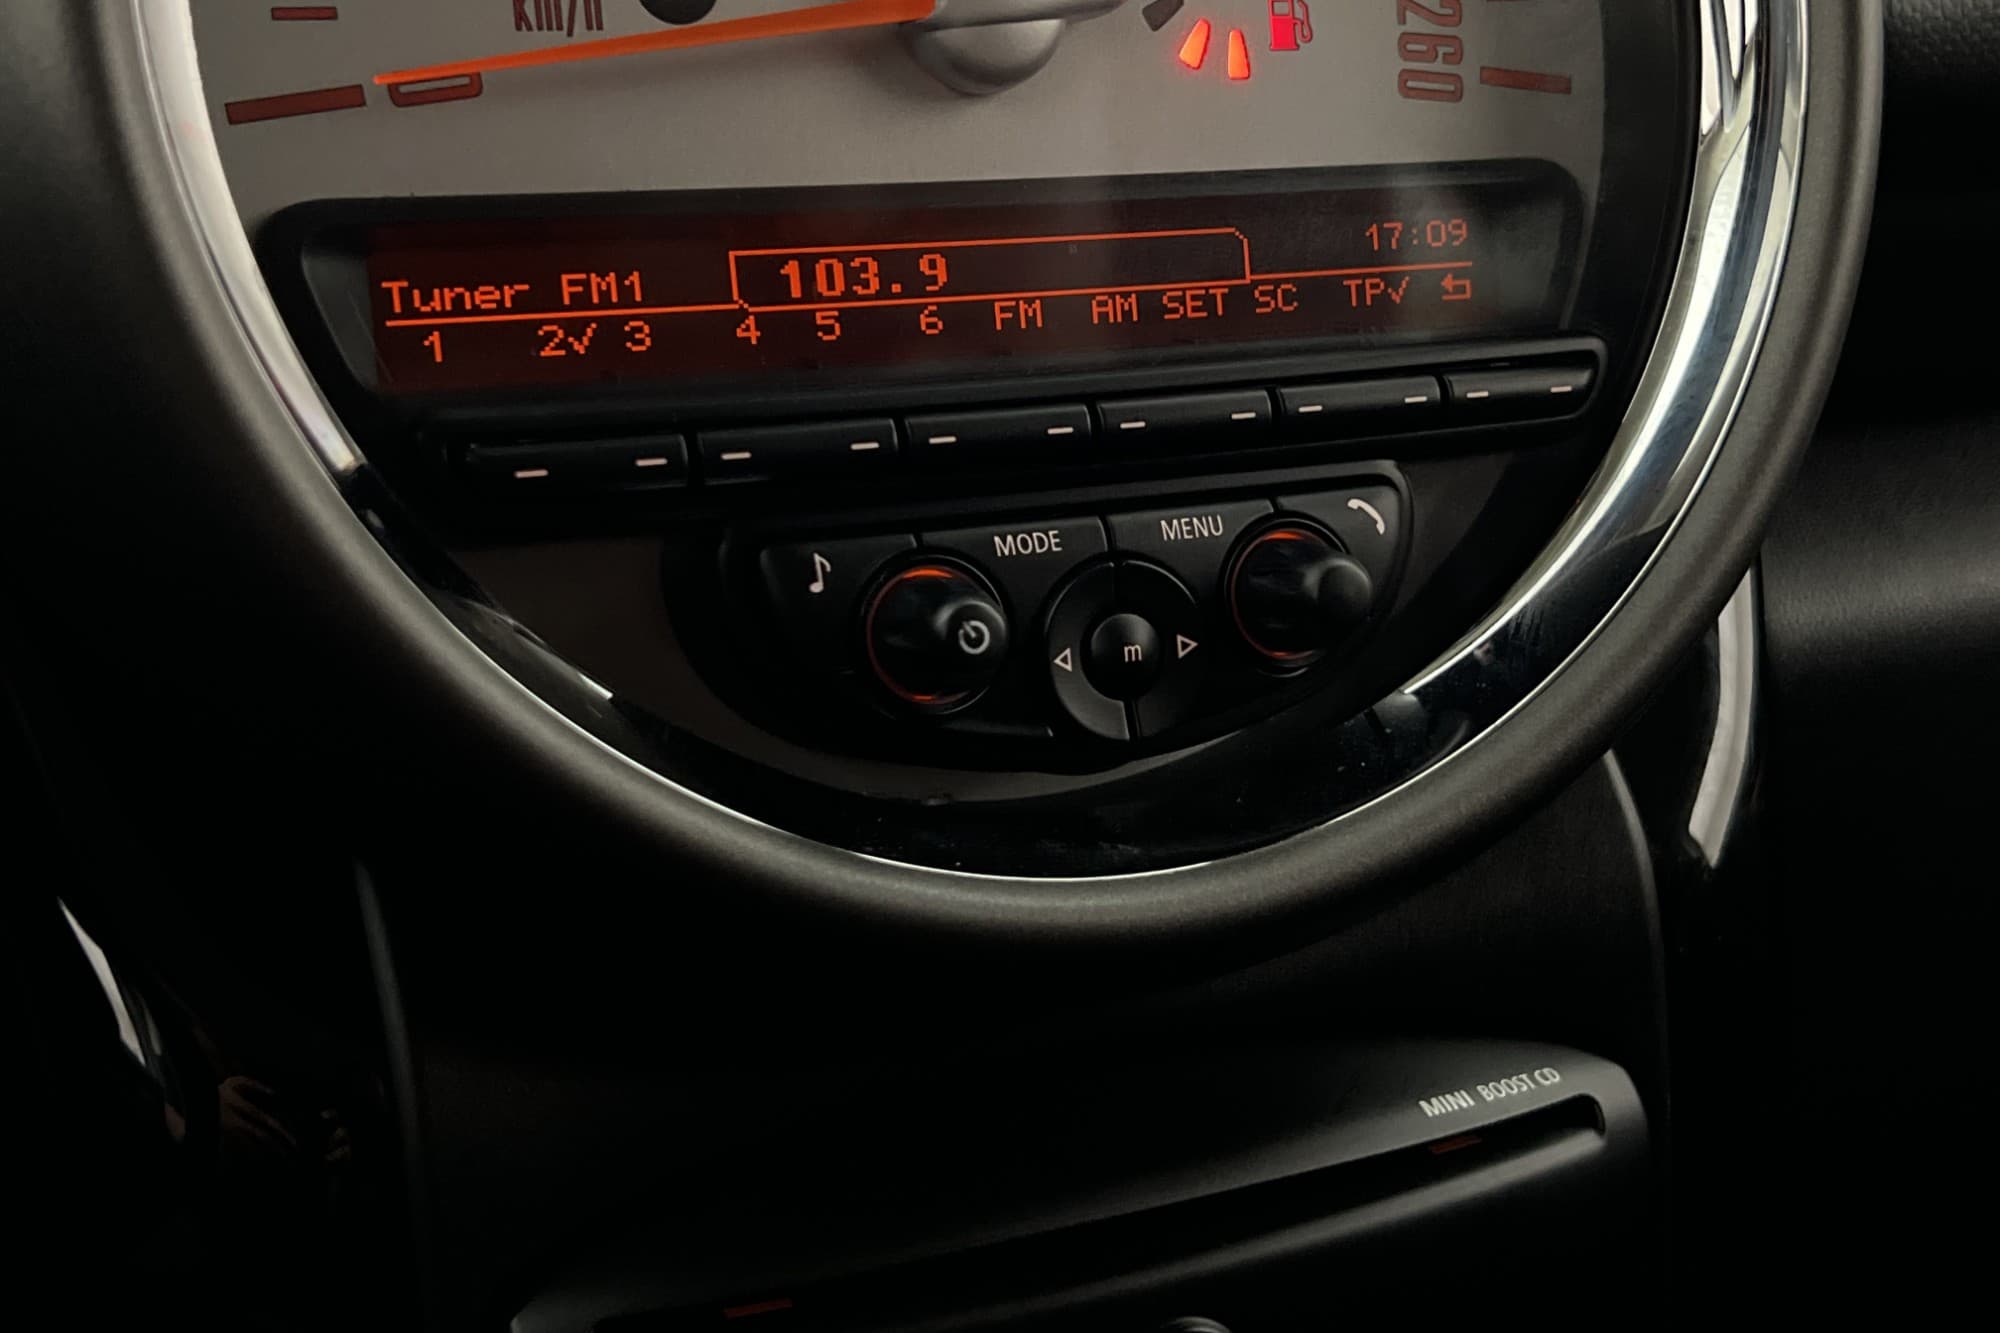 km/h
260
0
17:09
Tuner FM1 103.9
1 2✓ 3 4 5 6 FM AM SET SC TP✓
MODE MENU
m
MINI BOOST CD